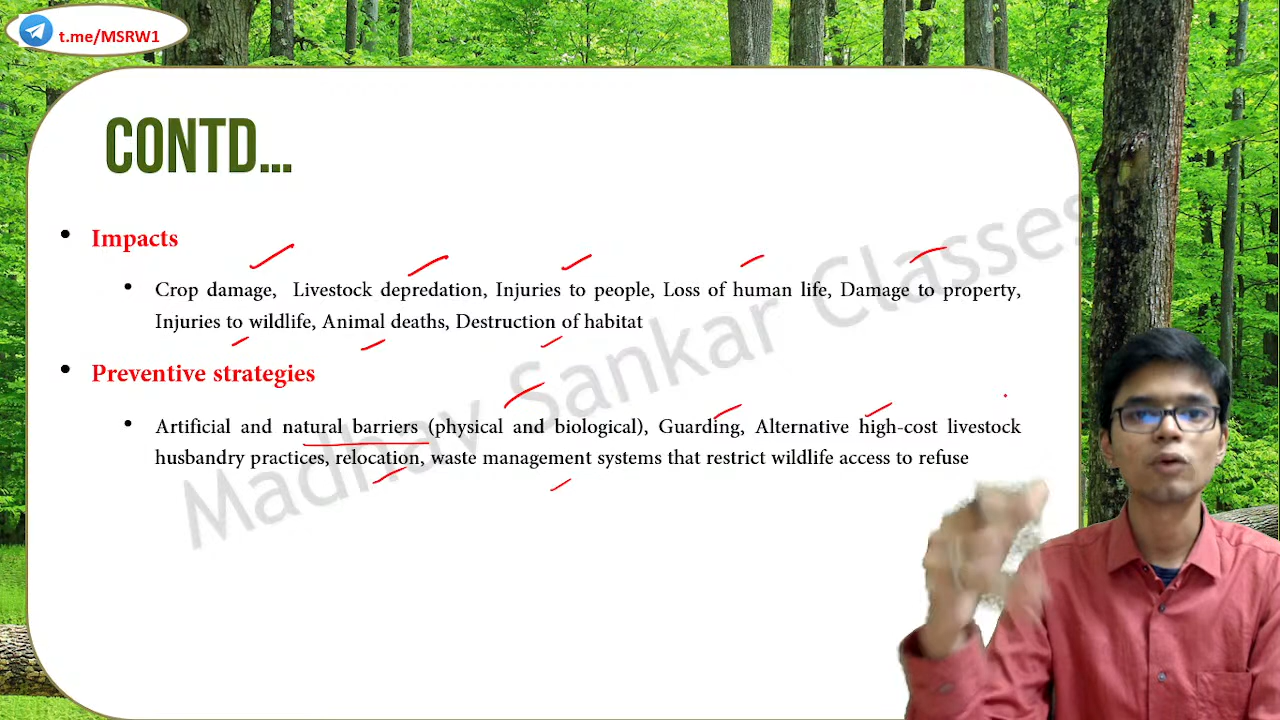 t.me/MSRW1
CONTD...
• Impacts
• Crop damage, Livestock depredation, Injuries to people, Loss of human life, Damage to property,
Injuries to wildlife, Animal deaths, Destruction of habitat
• Preventive strategies
• Artificial and natural barriers (physical and biological), Guarding, Alternative high-cost livestock
husbandry practices, relocation, waste management systems that restrict wildlife access to refuse
Madhav Sankar Classes